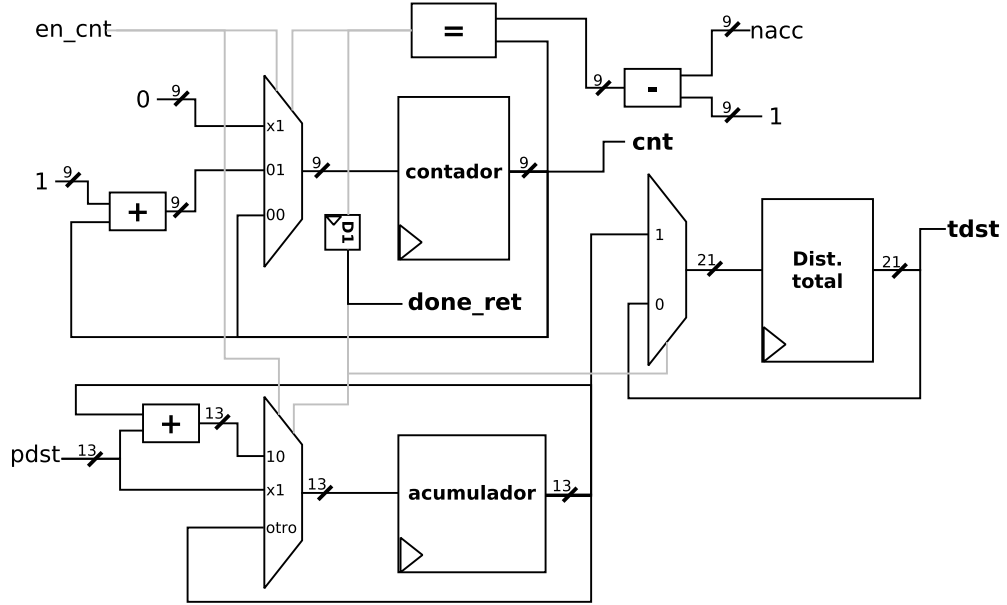 en_cnt
=
9
nacc
0
9
9
-
9
1
x1
1
9
+
9
01
9
contador
9
cnt
00
D1
done_ret
1
21
Dist.
total
21
tdst
0
pdst
13
+
13
10
x1
otro
13
acumulador
13